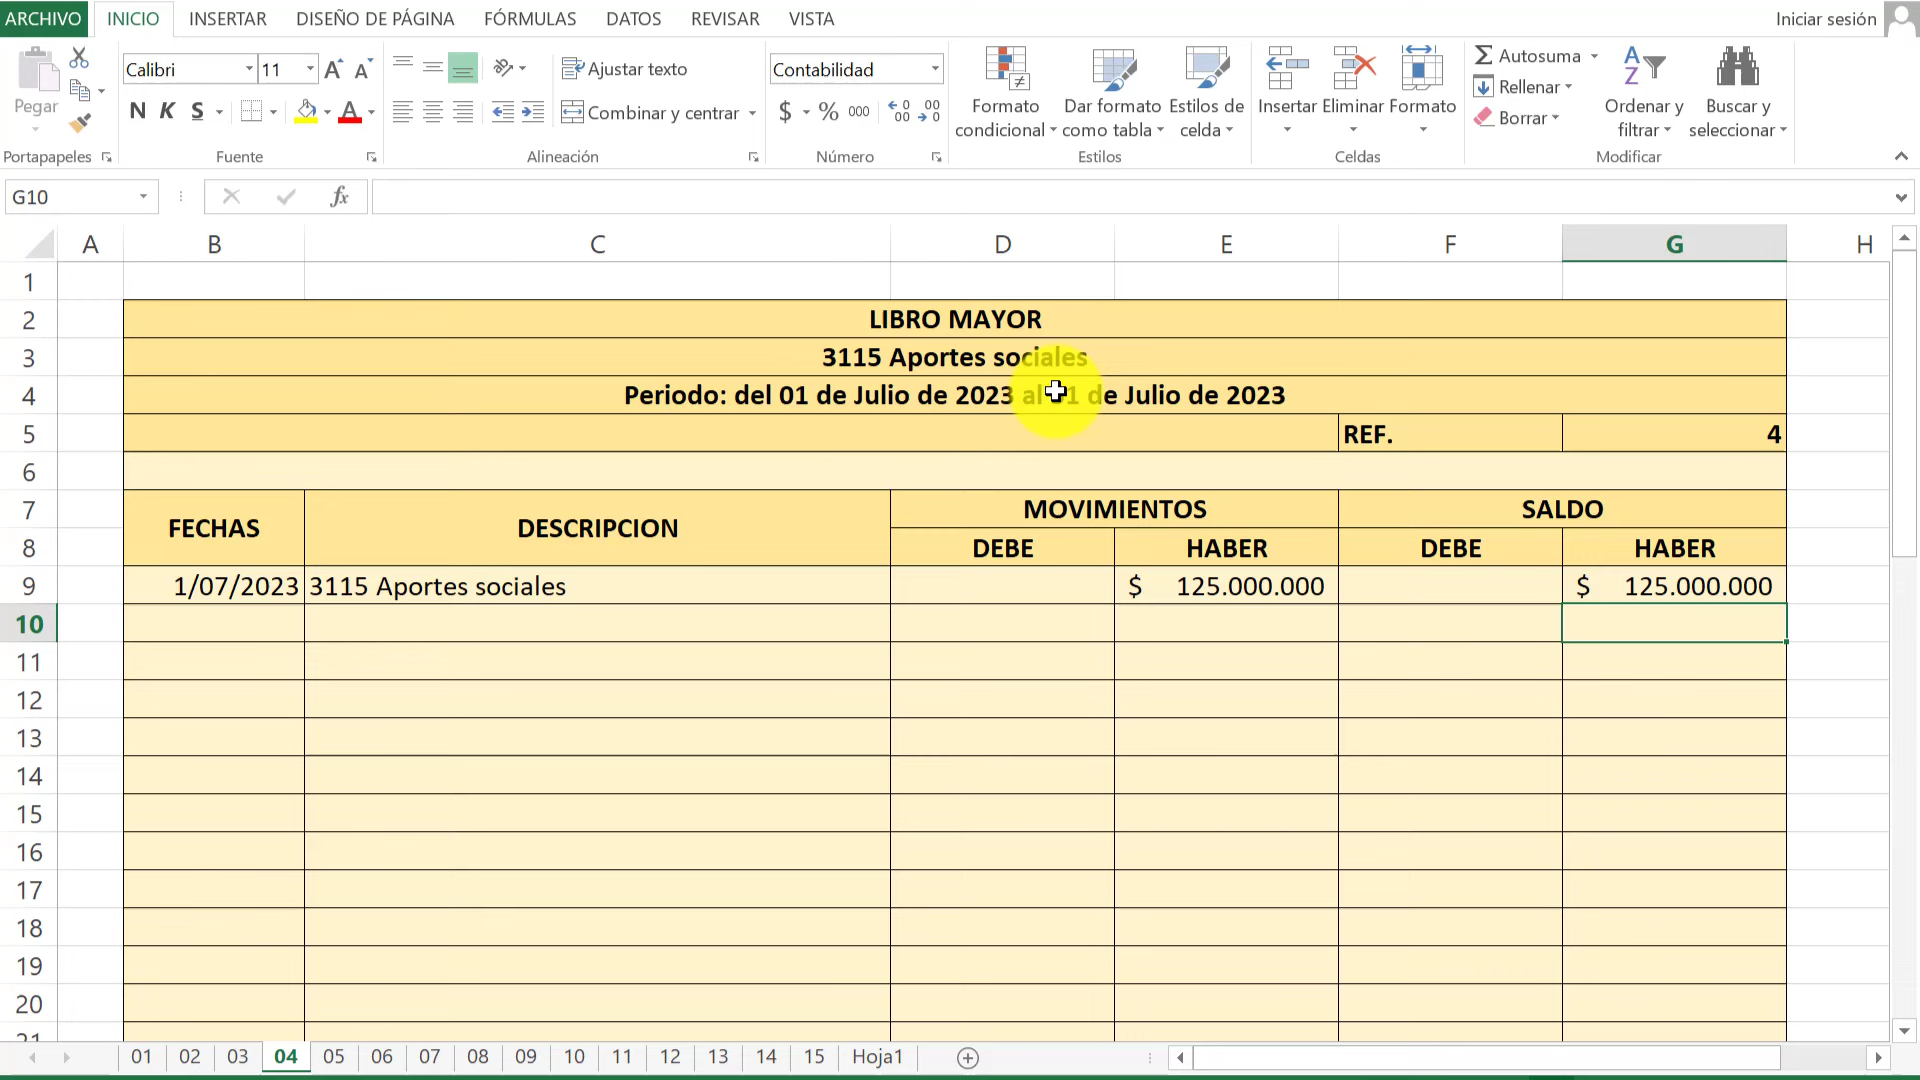 ARCHIVO INICIO INSERTAR DISEÑO DE PÁGINA FÓRMULAS DATOS REVISAR VISTA Iniciar sesión
Pegar
Portapapeles
Calibri 11
N K S
Fuente
Ajustar texto
Combinar y centrar
Alineación
Contabilidad
$ % 000
Número
Formato condicional
Dar formato como tabla
Estilos de celda
Estilos
Insertar Eliminar Formato
Celdas
Autosuma
Rellenar
Borrar
Ordenar y filtrar
Buscar y seleccionar
Modificar
G10 fx
A B C D E F G H
1
2 LIBRO MAYOR
3 3115 Aportes sociales
4 Periodo: del 01 de Julio de 2023 al 1 de Julio de 2023
5 REF. 4
6
7 FECHAS DESCRIPCION MOVIMIENTOS SALDO
8 DEBE HABER DEBE HABER
9 1/07/2023 3115 Aportes sociales $ 125.000.000 $ 125.000.000
10
11
12
13
14
15
16
17
18
19
20
21
01 02 03 04 05 06 07 08 09 10 11 12 13 14 15 Hoja1